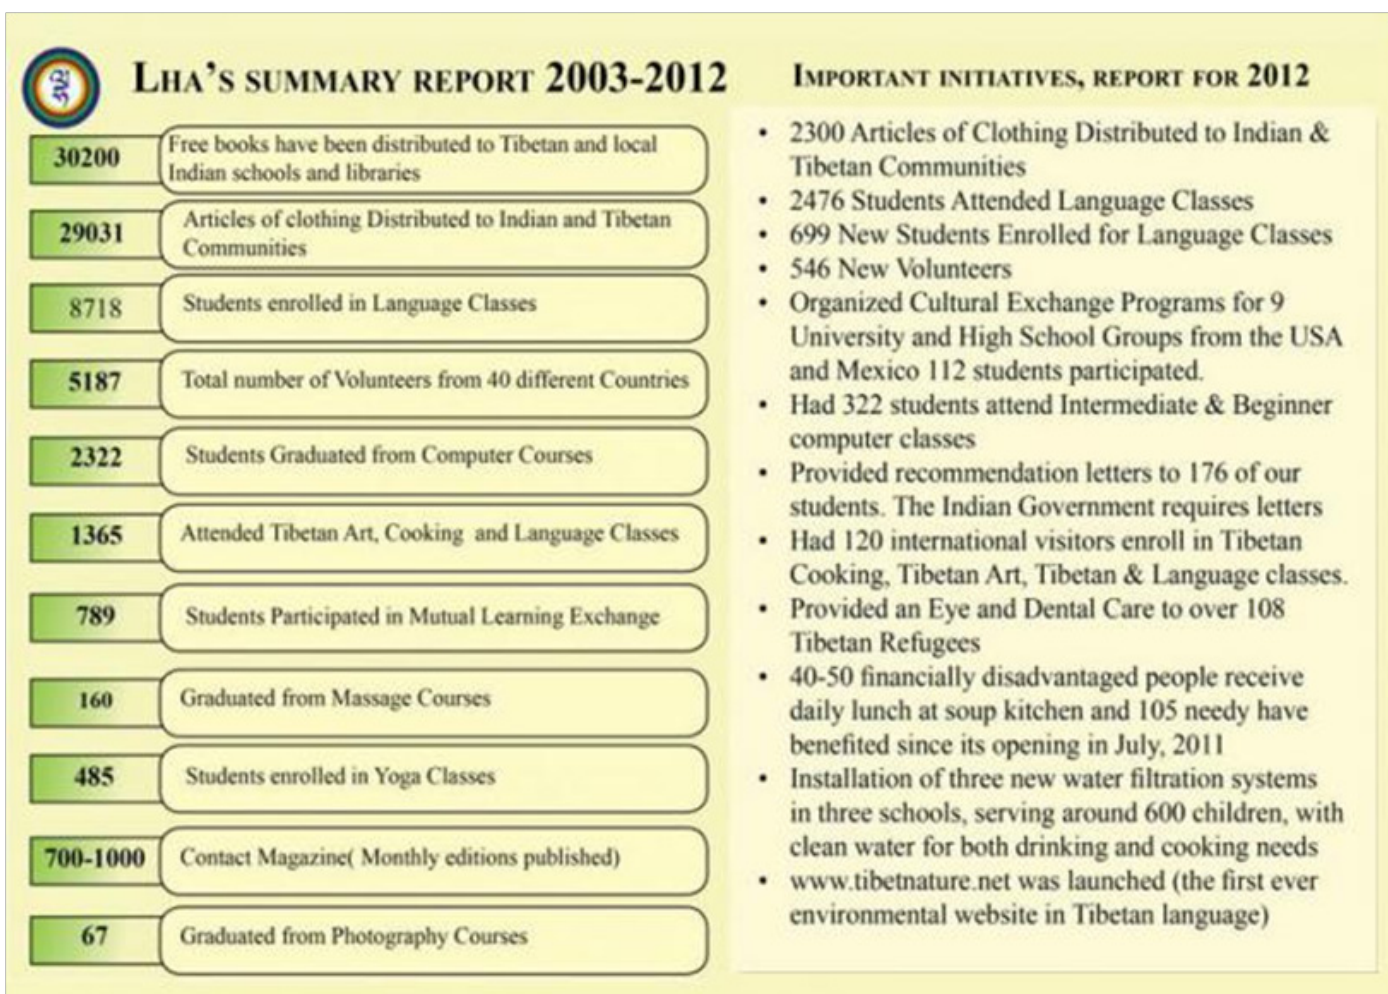 LHA'S SUMMARY REPORT 2003-2012
30200
Free books have been distributed to Tibetan and local
Indian schools and libraries
29031
Articles of clothing Distributed to Indian and Tibetan
Communities
8718
Students enrolled in Language Classes
5187
Total number of Volunteers from 40 different Countries
2322
Students Graduated from Computer Courses
1365
Attended Tibetan Art, Cooking and Language Classes
789
Students Participated in Mutual Learning Exchange
160
Graduated from Massage Courses
485
Students enrolled in Yoga Classes
700-1000
Contact Magazine( Monthly editions published)
67
Graduated from Photography Courses
IMPORTANT INITIATIVES, REPORT FOR 2012
• 2300 Articles of Clothing Distributed to Indian &
Tibetan Communities
• 2476 Students Attended Language Classes
• 699 New Students Enrolled for Language Classes
• 546 New Volunteers
• Organized Cultural Exchange Programs for 9
University and High School Groups from the USA
and Mexico 112 students participated.
• Had 322 students attend Intermediate & Beginner
computer classes
• Provided recommendation letters to 176 of our
students. The Indian Government requires letters
• Had 120 international visitors enroll in Tibetan
Cooking, Tibetan Art, Tibetan & Language classes.
• Provided an Eye and Dental Care to over 108
Tibetan Refugees
• 40-50 financially disadvantaged people receive
daily lunch at soup kitchen and 105 needy have
benefited since its opening in July, 2011
• Installation of three new water filtration systems
in three schools, serving around 600 children, with
clean water for both drinking and cooking needs
• www.tibetnature.net was launched (the first ever
environmental website in Tibetan language)